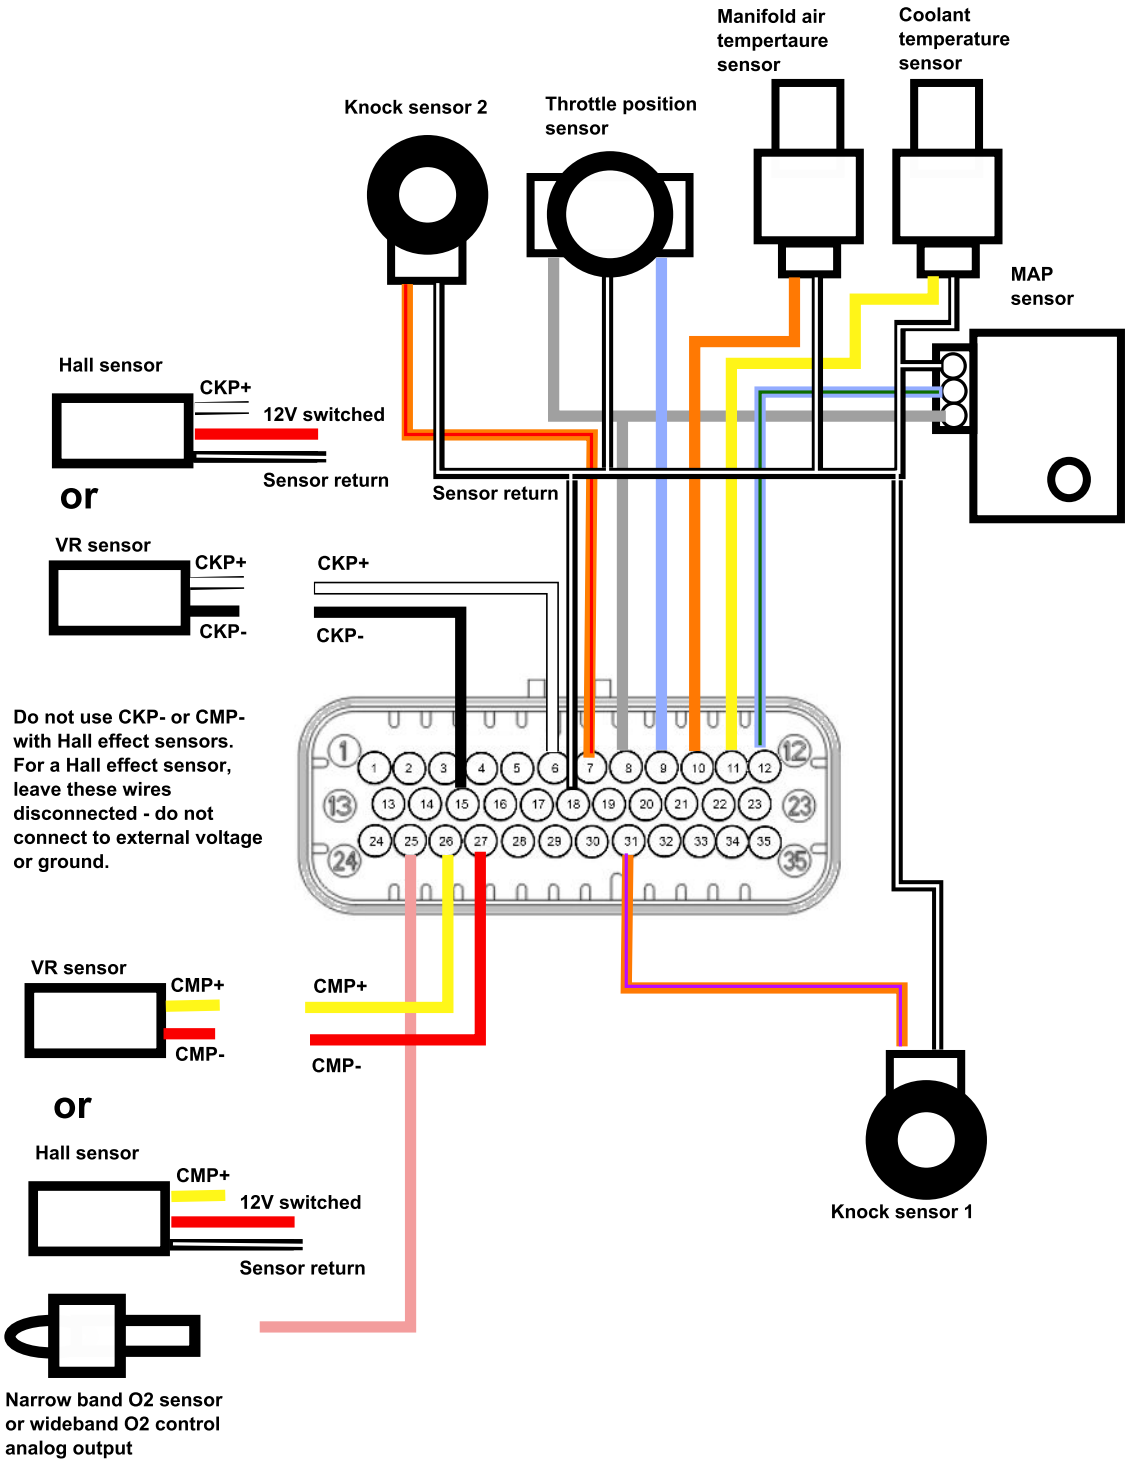 Manifold air
tempertaure
sensor
Coolant
temperature
sensor
Knock sensor 2
Throttle position
sensor
MAP
sensor
Hall sensor
CKP+
12V switched
Sensor return
or
Sensor return
VR sensor
CKP+
CKP-
CKP+
CKP-
Do not use CKP- or CMP-
with Hall effect sensors.
For a Hall effect sensor,
leave these wires
disconnected - do not
connect to external voltage
or ground.
1 12
1 2 3 4 5 6 7 8 9 10 11 12
13 13 14 15 16 17 18 19 20 21 22 23 23
24 25 26 27 28 29 30 31 32 33 34 35
24 35
VR sensor
CMP+
CMP-
CMP+
CMP-
or
Hall sensor
CMP+
12V switched
Sensor return
Knock sensor 1
Narrow band O2 sensor
or wideband O2 control
analog output